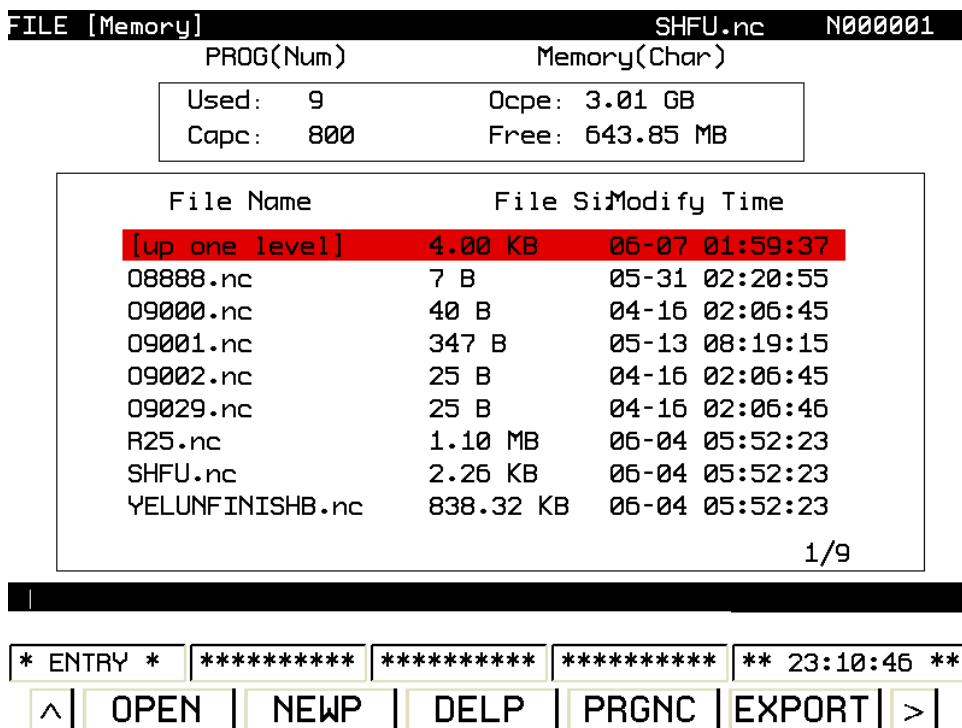 FILE [Memory] SHFU.nc N000001
PROG(Num) Memory(Char)
Used: 9 Ocpe: 3.01 GB
Capc: 800 Free: 643.85 MB
File Name File Si Modify Time
[up one level] 4.00 KB 06-07 01:59:37
O8888.nc 7 B 05-31 02:20:55
O9000.nc 40 B 04-16 02:06:45
O9001.nc 347 B 05-13 08:19:15
O9002.nc 25 B 04-16 02:06:45
O9029.nc 25 B 04-16 02:06:46
R25.nc 1.10 MB 06-04 05:52:23
SHFU.nc 2.26 KB 06-04 05:52:23
YELUNFINISHB.nc 838.32 KB 06-04 05:52:23
1/9
* ENTRY * ********** ********** ********** ** 23:10:46 **
^ OPEN NEWP DELP PRGNC EXPORT >